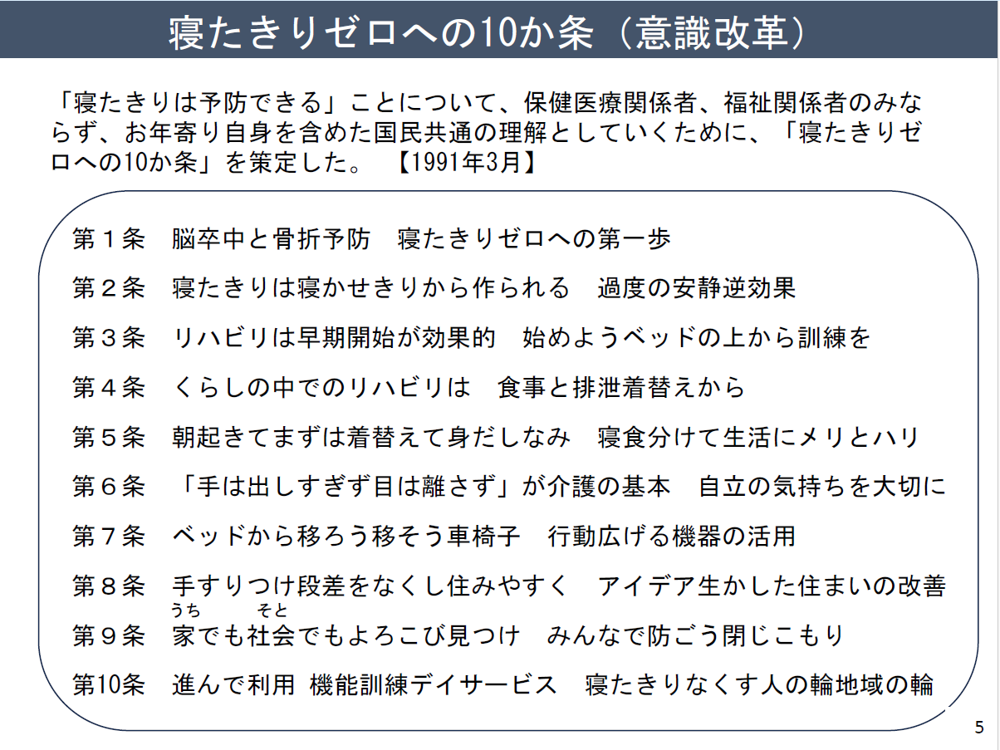 寝たきりゼロへの10か条（意識改革）
「寝たきりは予防できる」ことについて、保健医療関係者、福祉関係者のみな
らず、お年寄り自身を含めた国民共通の理解としていくために、「寝たきりゼ
ロへの10か条」を策定した。　【1991年3月】
第１条　脳卒中と骨折予防　寝たきりゼロへの第一歩
第２条　寝たきりは寝かせきりから作られる　過度の安静逆効果
第３条　リハビリは早期開始が効果的　始めようベッドの上から訓練を
第４条　くらしの中でのリハビリは　食事と排泄着替えから
第５条　朝起きてまずは着替えて身だしなみ　寝食分けて生活にメリとハリ
第６条　「手は出しすぎず目は離さず」が介護の基本　自立の気持ちを大切に
第７条　ベッドから移ろう移そう車椅子　行動広げる機器の活用
第８条　手すりつけ段差をなくし住みやすく　アイデア生かした住まいの改善
うち　そと
第９条　家でも社会でもよろこび見つけ　みんなで防ごう閉じこもり
第10条　進んで利用 機能訓練デイサービス　寝たきりなくす人の輪地域の輪
5